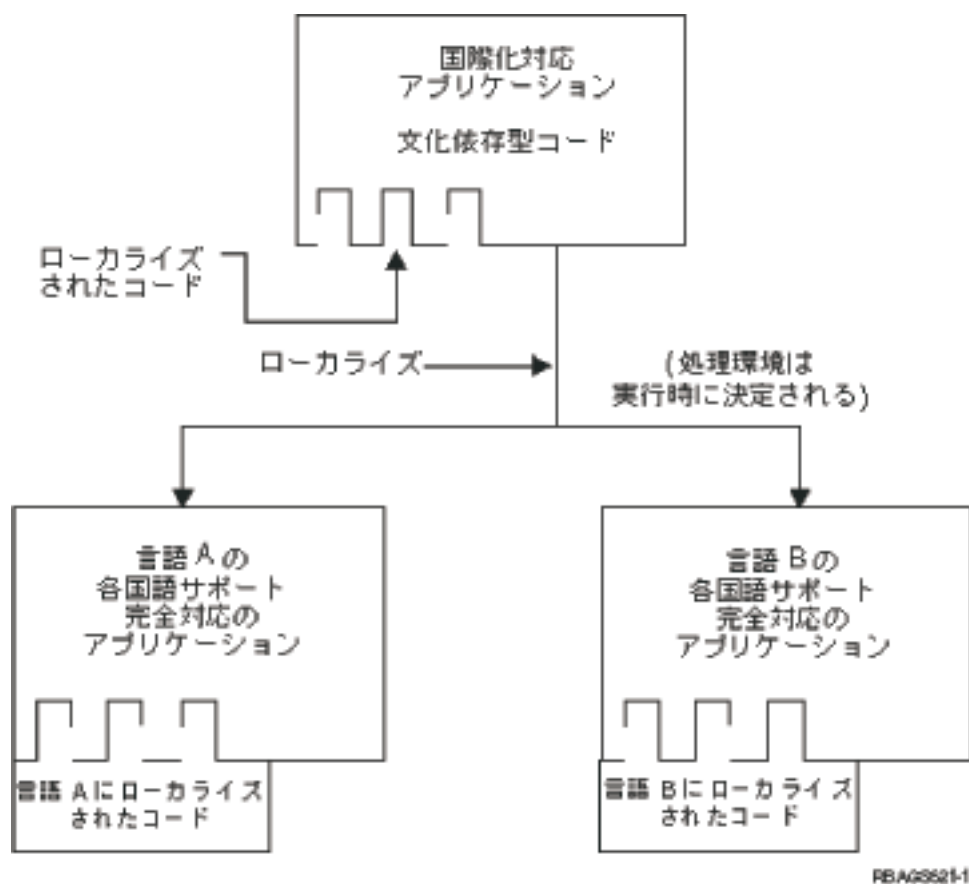 国際化対応
アプリケーション
文化依存型コード
ローカライズ
されたコード
ローカライズ
(処理環境は
実行時に決定される)
言語 A の
各国語サポート
完全対応の
アプリケーション
言語 B の
各国語サポート
完全対応の
アプリケーション
言語 A にローカライズ
されたコード
言語 B にローカライズ
されたコード
RBAGS521-1